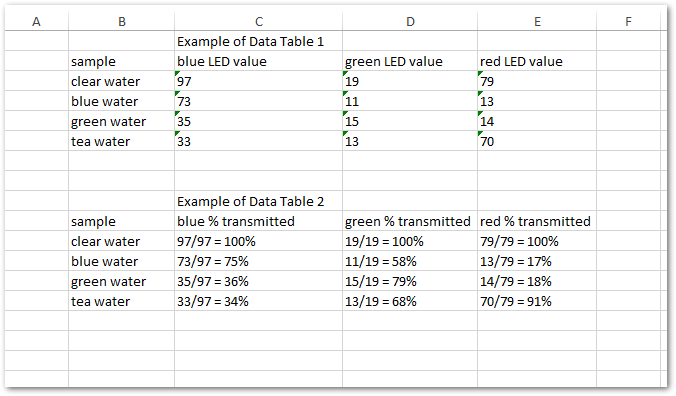 A B C D E F
Example of Data Table 1
sample blue LED value green LED value red LED value
clear water 97 19 79
blue water 73 11 13
green water 35 15 14
tea water 33 13 70
Example of Data Table 2
sample blue % transmitted green % transmitted red % transmitted
clear water 97/97 = 100% 19/19 = 100% 79/79 = 100%
blue water 73/97 = 75% 11/19 = 58% 13/79 = 17%
green water 35/97 = 36% 15/19 = 79% 14/79 = 18%
tea water 33/97 = 34% 13/19 = 68% 70/79 = 91%